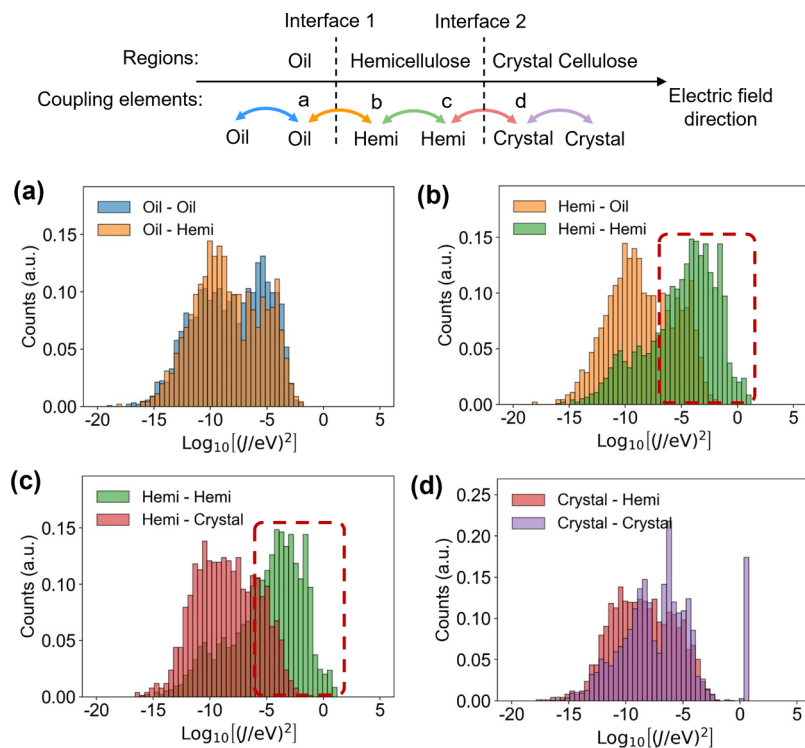 Interface 1 Interface 2
Regions: Oil Hemicellulose Crystal Cellulose
Coupling elements: a b c d Electric field
direction
Oil Oil Hemi Hemi Crystal Crystal
(a)
Oil - Oil
Oil - Hemi
Counts (a.u.)
0.15
0.10
0.05
0.00
-20 -15 -10 -5 0 5
Log₁₀[(J/eV)²]
(b)
Hemi - Oil
Hemi - Hemi
Counts (a.u.)
0.15
0.10
0.05
0.00
-20 -15 -10 -5 0 5
Log₁₀[(J/eV)²]
(c)
Hemi - Hemi
Hemi - Crystal
Counts (a.u.)
0.15
0.10
0.05
0.00
-20 -15 -10 -5 0 5
Log₁₀[(J/eV)²]
(d)
Crystal - Hemi
Crystal - Crystal
Counts (a.u.)
0.25
0.20
0.15
0.10
0.05
0.00
-20 -15 -10 -5 0 5
Log₁₀[(J/eV)²]